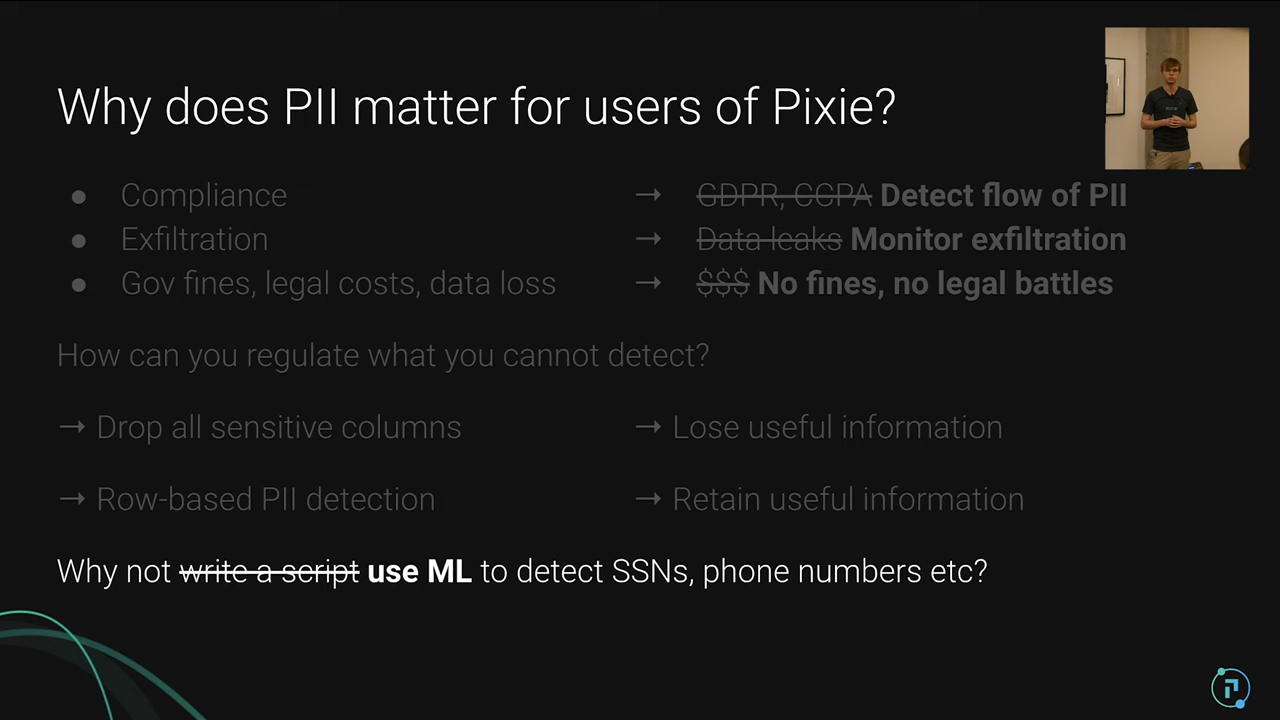 Why does PII matter for users of Pixie?
● Compliance → GDPR, CCPA Detect flow of PII
● Exfiltration → Data leaks Monitor exfiltration
● Gov fines, legal costs, data loss → $$$ No fines, no legal battles
How can you regulate what you cannot detect?
→ Drop all sensitive columns → Lose useful information
→ Row-based PII detection → Retain useful information
Why not write a script use ML to detect SSNs, phone numbers etc?